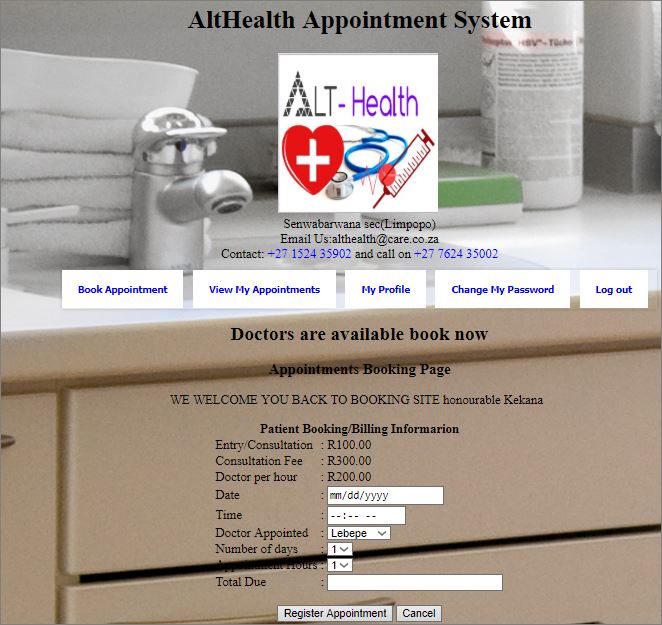 AltHealth Appointment System
HSV"-Tücher
ALT-Health
Senwabarwana sec(Limpopo)
Email Us:althealth@care.co.za
Contact: +27 1524 35902 and call on +27 7624 35002
Book Appointment View My Appointments My Profile Change My Password Log out
Doctors are available book now
Appointments Booking Page
WE WELCOME YOU BACK TO BOOKING SITE honourable Kekana
Patient Booking/Billing Informarion
Entry/Consultation : R100.00
Consultation Fee : R300.00
Doctor per hour : R200.00
Date : mm/dd/yyyy
Time : --:-- --
Doctor Appointed : Lebepe
Number of days : 1
Appointment Hours : 1
Total Due :
Register Appointment Cancel